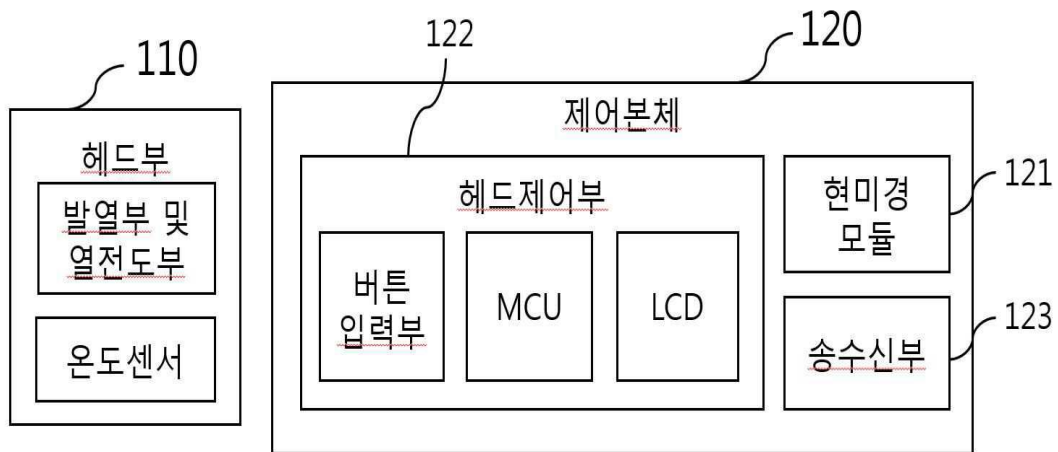 110
헤드부
발열부 및
열전도부
온도센서
122
120
제어본체
헤드제어부
버튼
입력부
MCU
LCD
현미경
모듈
121
송수신부
123